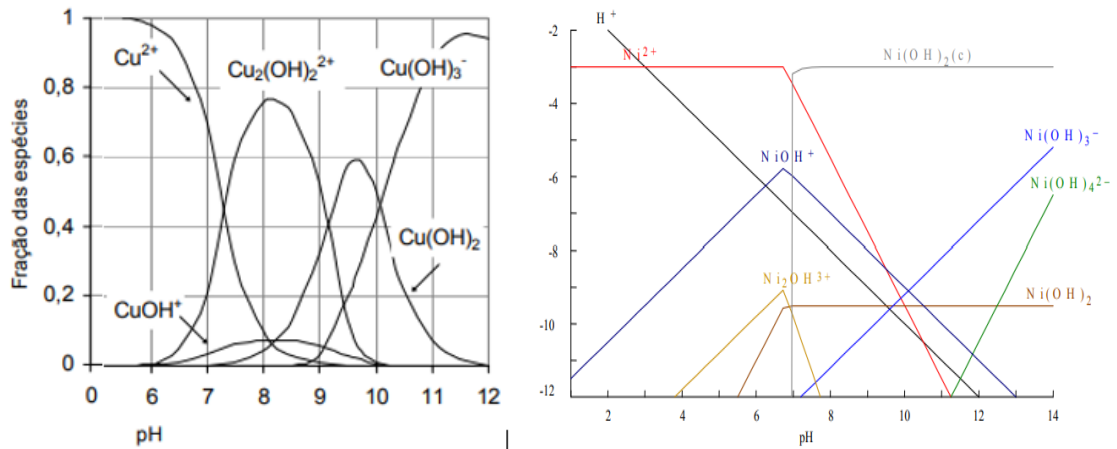 1
0,8
0,6
0,4
0,2
0
Fração das espécies
Cu²⁺
Cu₂(OH)₂²⁺
Cu(OH)₃⁻
Cu(OH)₂
CuOH⁺
0 6 7 8 9 10 11 12
pH
H⁺
-2
-4
-6
-8
-10
-12
Ni²⁺
Ni(OH)₂(c)
NiOH⁺
Ni(OH)₃⁻
Ni(OH)₄²⁻
Ni₂OH³⁺
Ni(OH)₂
2 4 6 8 10 12 14
pH